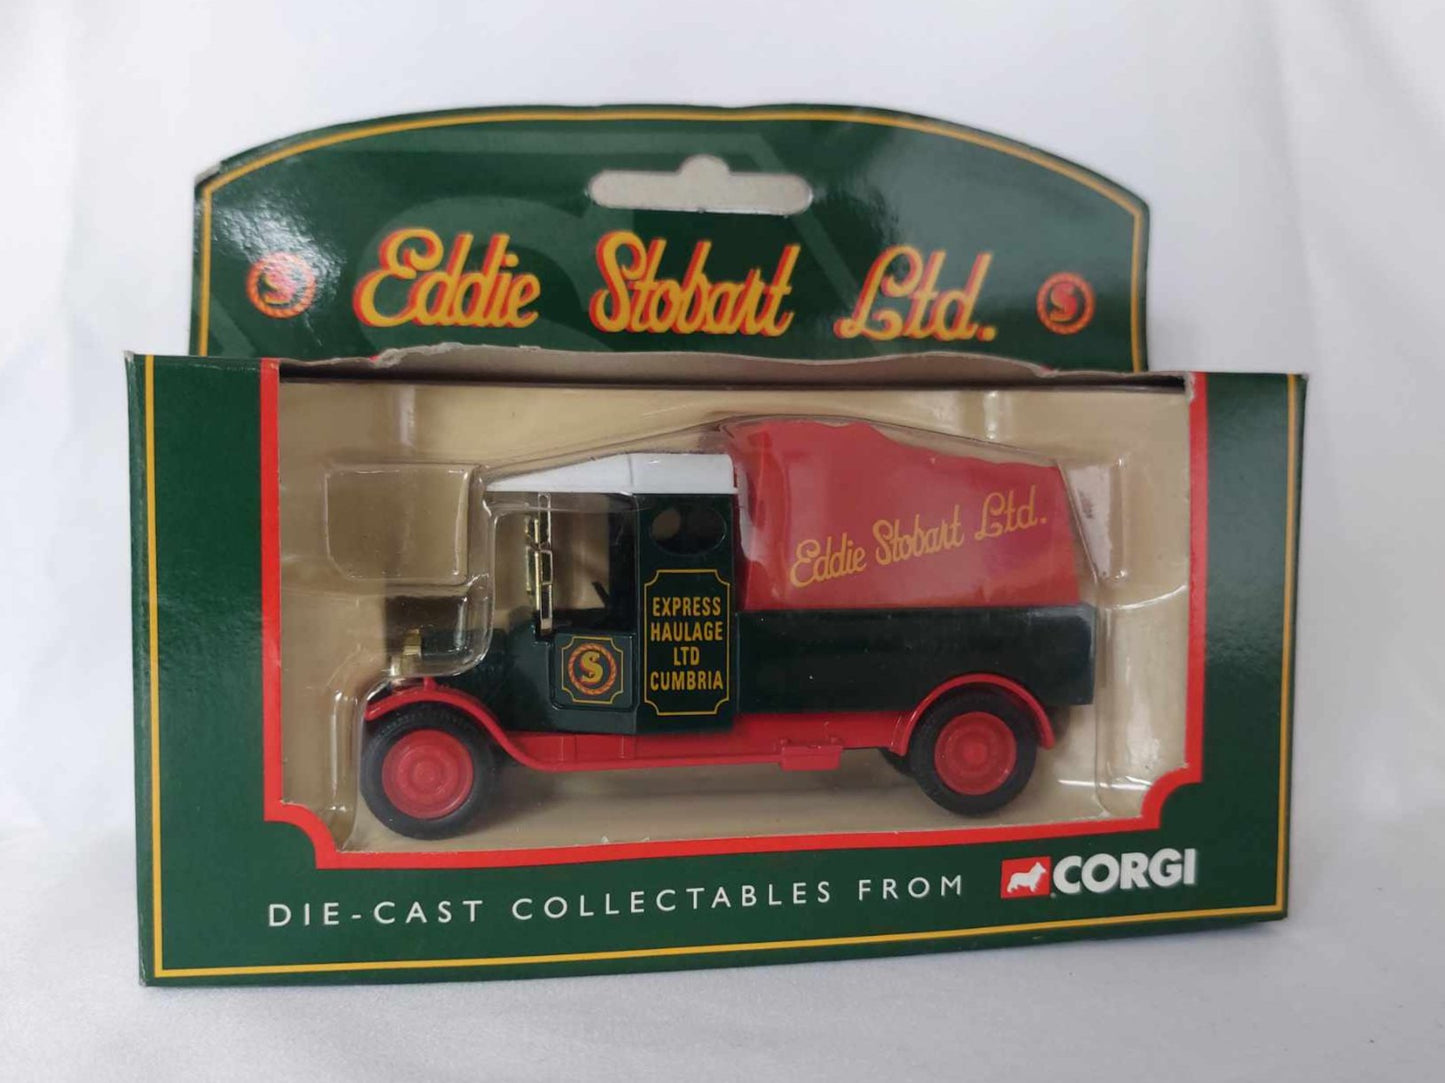 S Eddie Stobart Ltd. S
Eddie Stobart Ltd.
EXPRESS
HAULAGE
LTD
CUMBRIA
S
DIE-CAST COLLECTABLES FROM CORGI